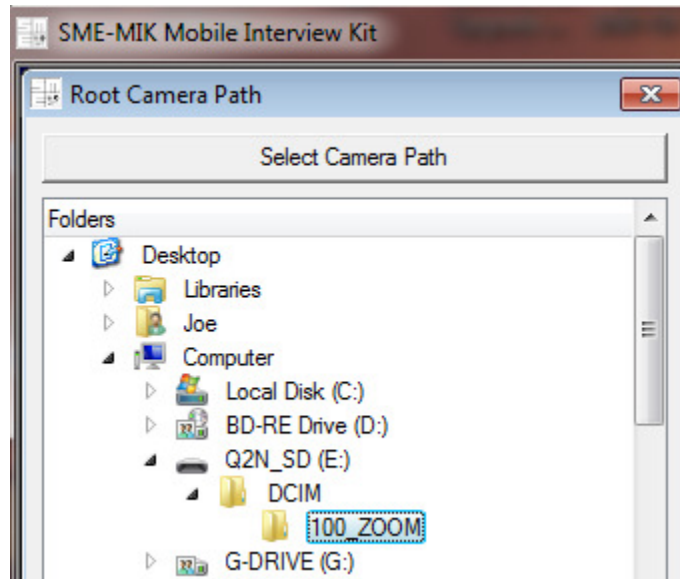 SME-MIK Mobile Interview Kit
Root Camera Path
Select Camera Path
Folders
Desktop
Libraries
Joe
Computer
Local Disk (C:)
BD-RE Drive (D:)
Q2N_SD (E:)
DCIM
100_ZOOM
G-DRIVE (G:)